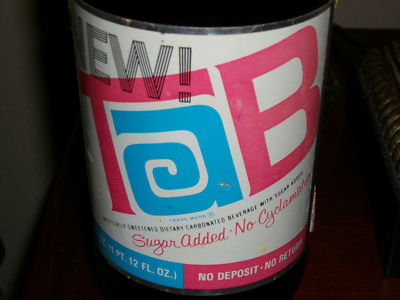 NEW!
TaB
TRADE-MARK ®
SWEETENED DIETARY CARBONATED BEVERAGE WITH SUGAR ADDED
Sugar Added · No Cyclamates
OZ. (1 PT. 12 FL. OZ.)
NO DEPOSIT · NO RETURN